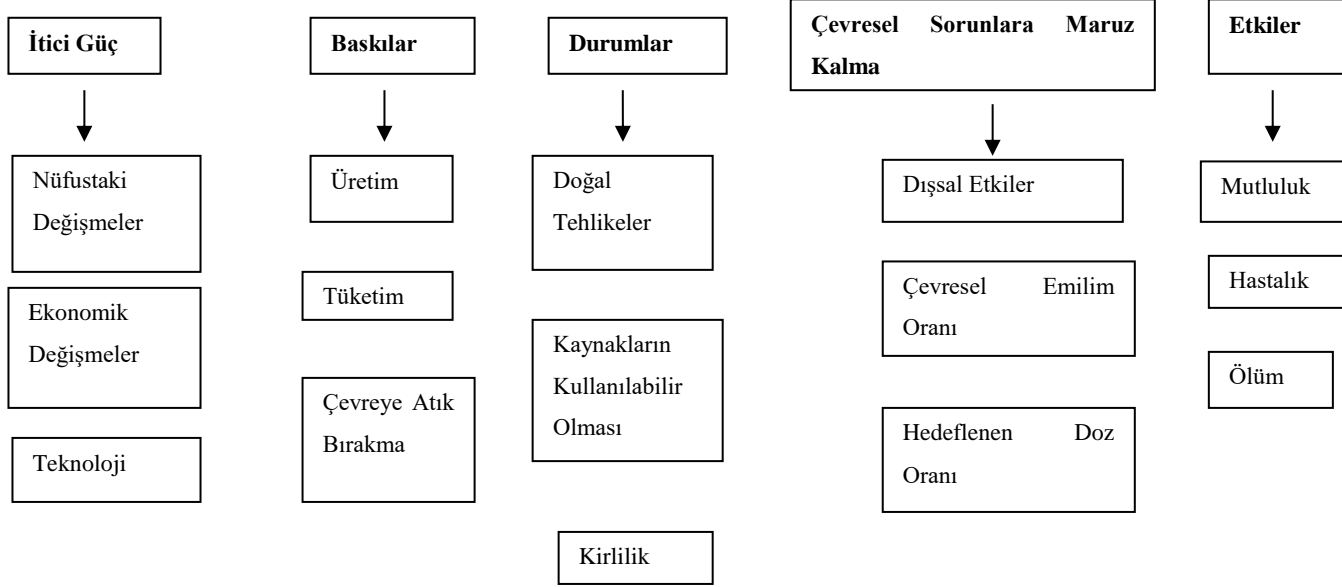 İtici Güç
Nüfustaki
Değişmeler
Ekonomik
Değişmeler
Teknoloji
Baskılar
Üretim
Tüketim
Çevreye Atık
Bırakma
Durumlar
Doğal
Tehlikeler
Kaynakların
Kullanılabilir
Olması
Kirlilik
Çevresel Sorunlara Maruz
Kalma
Dışsal Etkiler
Çevresel Emilim
Oranı
Hedeflenen Doz
Oranı
Etkiler
Mutluluk
Hastalık
Ölüm